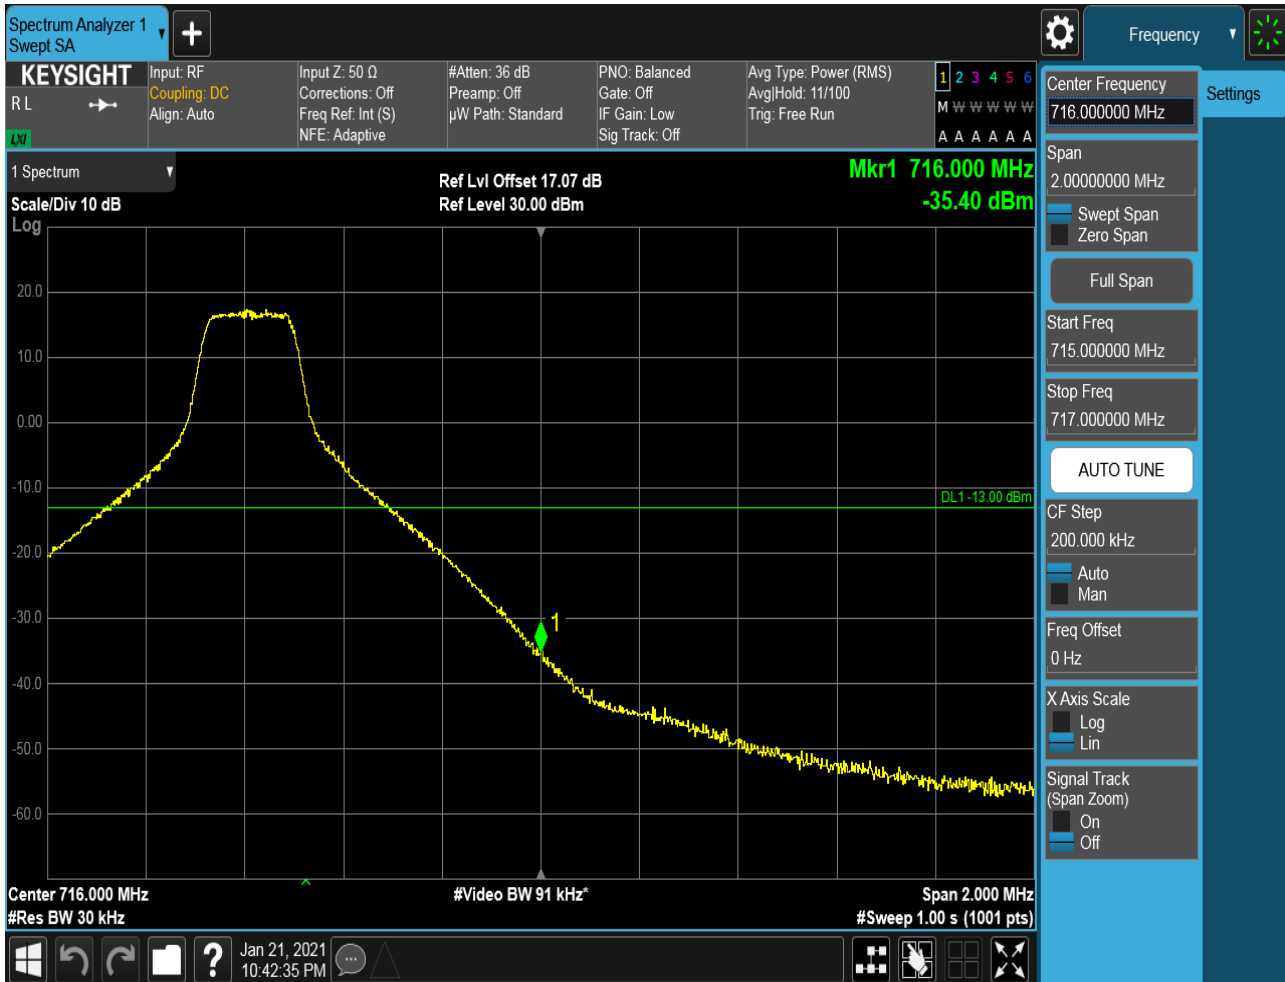 Spectrum Analyzer 1
Swept SA
+
Frequency
KEYSIGHT
R L
LXI
Input: RF
Coupling: DC
Align: Auto
Input Z: 50 Ω
Corrections: Off
Freq Ref: Int (S)
NFE: Adaptive
#Atten: 36 dB
Preamp: Off
µW Path: Standard
PNO: Balanced
Gate: Off
IF Gain: Low
Sig Track: Off
Avg Type: Power (RMS)
Avg|Hold: 11/100
Trig: Free Run
1 2 3 4 5 6
M W W W W W
A A A A A A
1 Spectrum
Scale/Div 10 dB
Log
Ref Lvl Offset 17.07 dB
Ref Level 30.00 dBm
Mkr1 716.000 MHz
-35.40 dBm
20.0
10.0
0.00
-10.0
-20.0
-30.0
-40.0
-50.0
-60.0
DL1 -13.00 dBm
1
Center 716.000 MHz
#Res BW 30 kHz
#Video BW 91 kHz*
Span 2.000 MHz
#Sweep 1.00 s (1001 pts)
?
Jan 21, 2021
10:42:35 PM
Center Frequency
716.000000 MHz
Settings
Span
2.00000000 MHz
Swept Span
Zero Span
Full Span
Start Freq
715.000000 MHz
Stop Freq
717.000000 MHz
AUTO TUNE
CF Step
200.000 kHz
Auto
Man
Freq Offset
0 Hz
X Axis Scale
Log
Lin
Signal Track
(Span Zoom)
On
Off